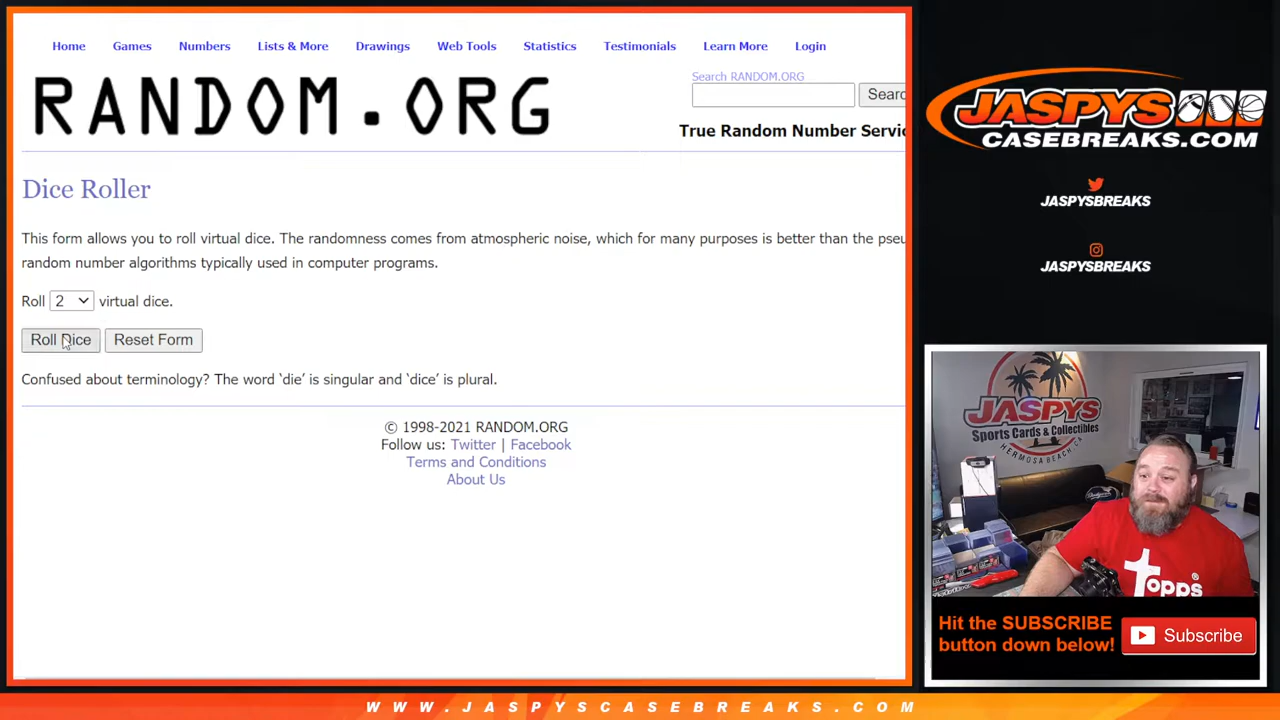 Home Games Numbers Lists & More Drawings Web Tools Statistics Testimonials Learn More Login
RANDOM.ORG
Search RANDOM.ORG
Searc
True Random Number Servic
Dice Roller
This form allows you to roll virtual dice. The randomness comes from atmospheric noise, which for many purposes is better than the pseu
random number algorithms typically used in computer programs.
Roll 2 virtual dice.
Roll Dice Reset Form
Confused about terminology? The word ‘die’ is singular and ‘dice’ is plural.
© 1998-2021 RANDOM.ORG
Follow us: Twitter | Facebook
Terms and Conditions
About Us
JASPYS
CASEBREAKS.COM
JASPYSBREAKS
JASPYSBREAKS
JASPYS
Sports Cards & Collectibles
HERMOSA BEACH, CA
topps®
Hit the SUBSCRIBE
button down below!
Subscribe
WWW.JASPYSCASEBREAKS.COM